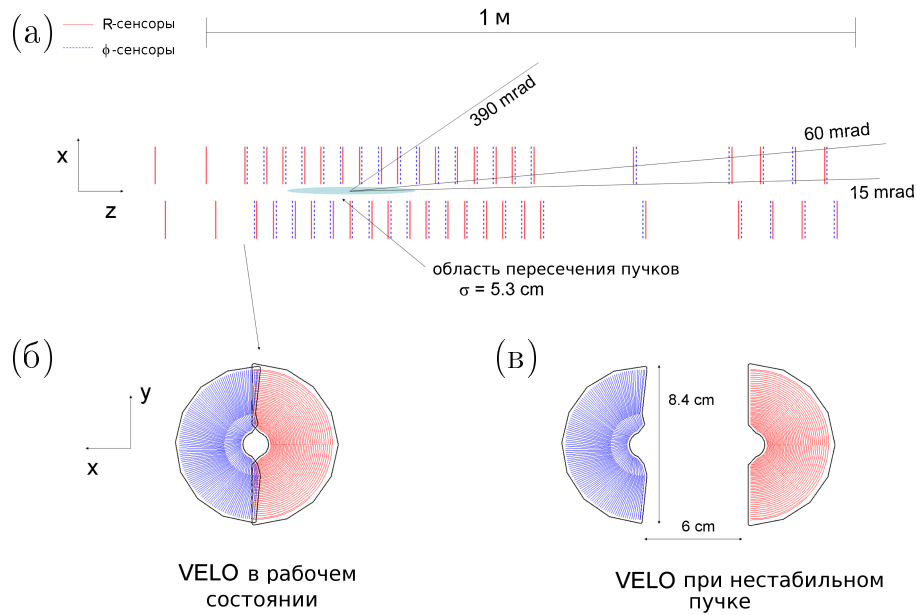 (а)
R-сенсоры
ϕ-сенсоры
1 м
390 mrad
60 mrad
15 mrad
x
z
область пересечения пучков
σ = 5.3 cm
(б)
(в)
y
x
8.4 cm
6 cm
VELO в рабочем
состоянии
VELO при нестабильном
пучке